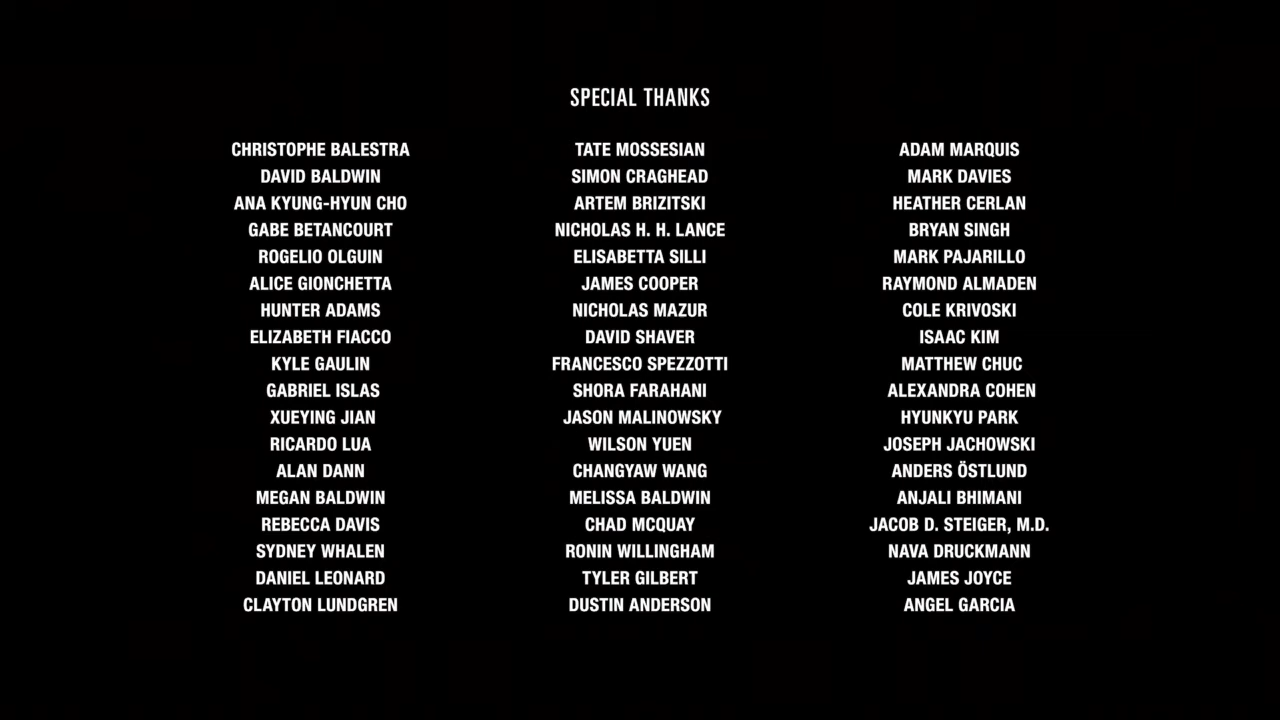 SPECIAL THANKS
CHRISTOPHE BALESTRA
DAVID BALDWIN
ANA KYUNG-HYUN CHO
GABE BETANCOURT
ROGELIO OLGUIN
ALICE GIONCHETTA
HUNTER ADAMS
ELIZABETH FIACCO
KYLE GAULIN
GABRIEL ISLAS
XUEYING JIAN
RICARDO LUA
ALAN DANN
MEGAN BALDWIN
REBECCA DAVIS
SYDNEY WHALEN
DANIEL LEONARD
CLAYTON LUNDGREN
TATE MOSSESIAN
SIMON CRAGHEAD
ARTEM BRIZITSKI
NICHOLAS H. H. LANCE
ELISABETTA SILLI
JAMES COOPER
NICHOLAS MAZUR
DAVID SHAVER
FRANCESCO SPEZZOTTI
SHORA FARAHANI
JASON MALINOWSKY
WILSON YUEN
CHANGYAW WANG
MELISSA BALDWIN
CHAD MCQUAY
RONIN WILLINGHAM
TYLER GILBERT
DUSTIN ANDERSON
ADAM MARQUIS
MARK DAVIES
HEATHER CERLAN
BRYAN SINGH
MARK PAJARILLO
RAYMOND ALMADEN
COLE KRIVOSKI
ISAAC KIM
MATTHEW CHUC
ALEXANDRA COHEN
HYUNKYU PARK
JOSEPH JACHOWSKI
ANDERS ÖSTLUND
ANJALI BHIMANI
JACOB D. STEIGER, M.D.
NAVA DRUCKMANN
JAMES JOYCE
ANGEL GARCIA